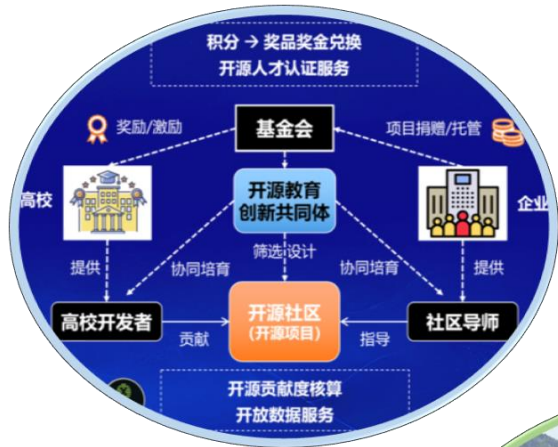 积分 → 奖品奖金兑换
开源人才认证服务
奖励/激励
基金会
项目捐赠/托管
高校
开源教育
创新共同体
企业
提供
协同培育
筛选·设计
协同培育
提供
高校开发者
贡献
开源社区
(开源项目)
指导
社区导师
开源贡献度核算
开放数据服务